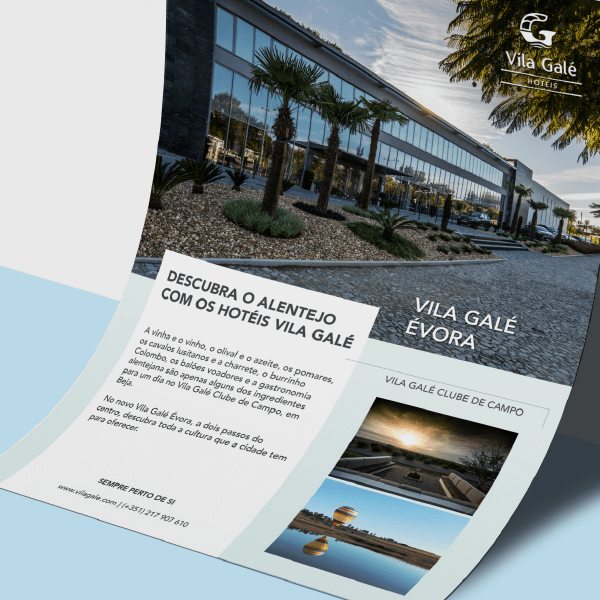 Vila Galé
HOTÉIS
VILA GALÉ
ÉVORA
DESCUBRA O ALENTEJO
COM OS HOTÉIS VILA GALÉ
A vinha e o vinho, o olival e o azeite, os pomares,
os cavalos lusitanos e a charrete, o burrinho
Colombo, os balões voadores e a gastronomia
alentejana são apenas alguns dos ingredientes
para um dia no Vila Galé Clube de Campo, em
Beja.
No novo Vila Galé Évora, a dois passos do
centro, descubra toda a cultura que a cidade tem
para oferecer.
SEMPRE PERTO DE SI
www.vilagale.com / (+351) 217 907 610
VILA GALÉ CLUBE DE CAMPO